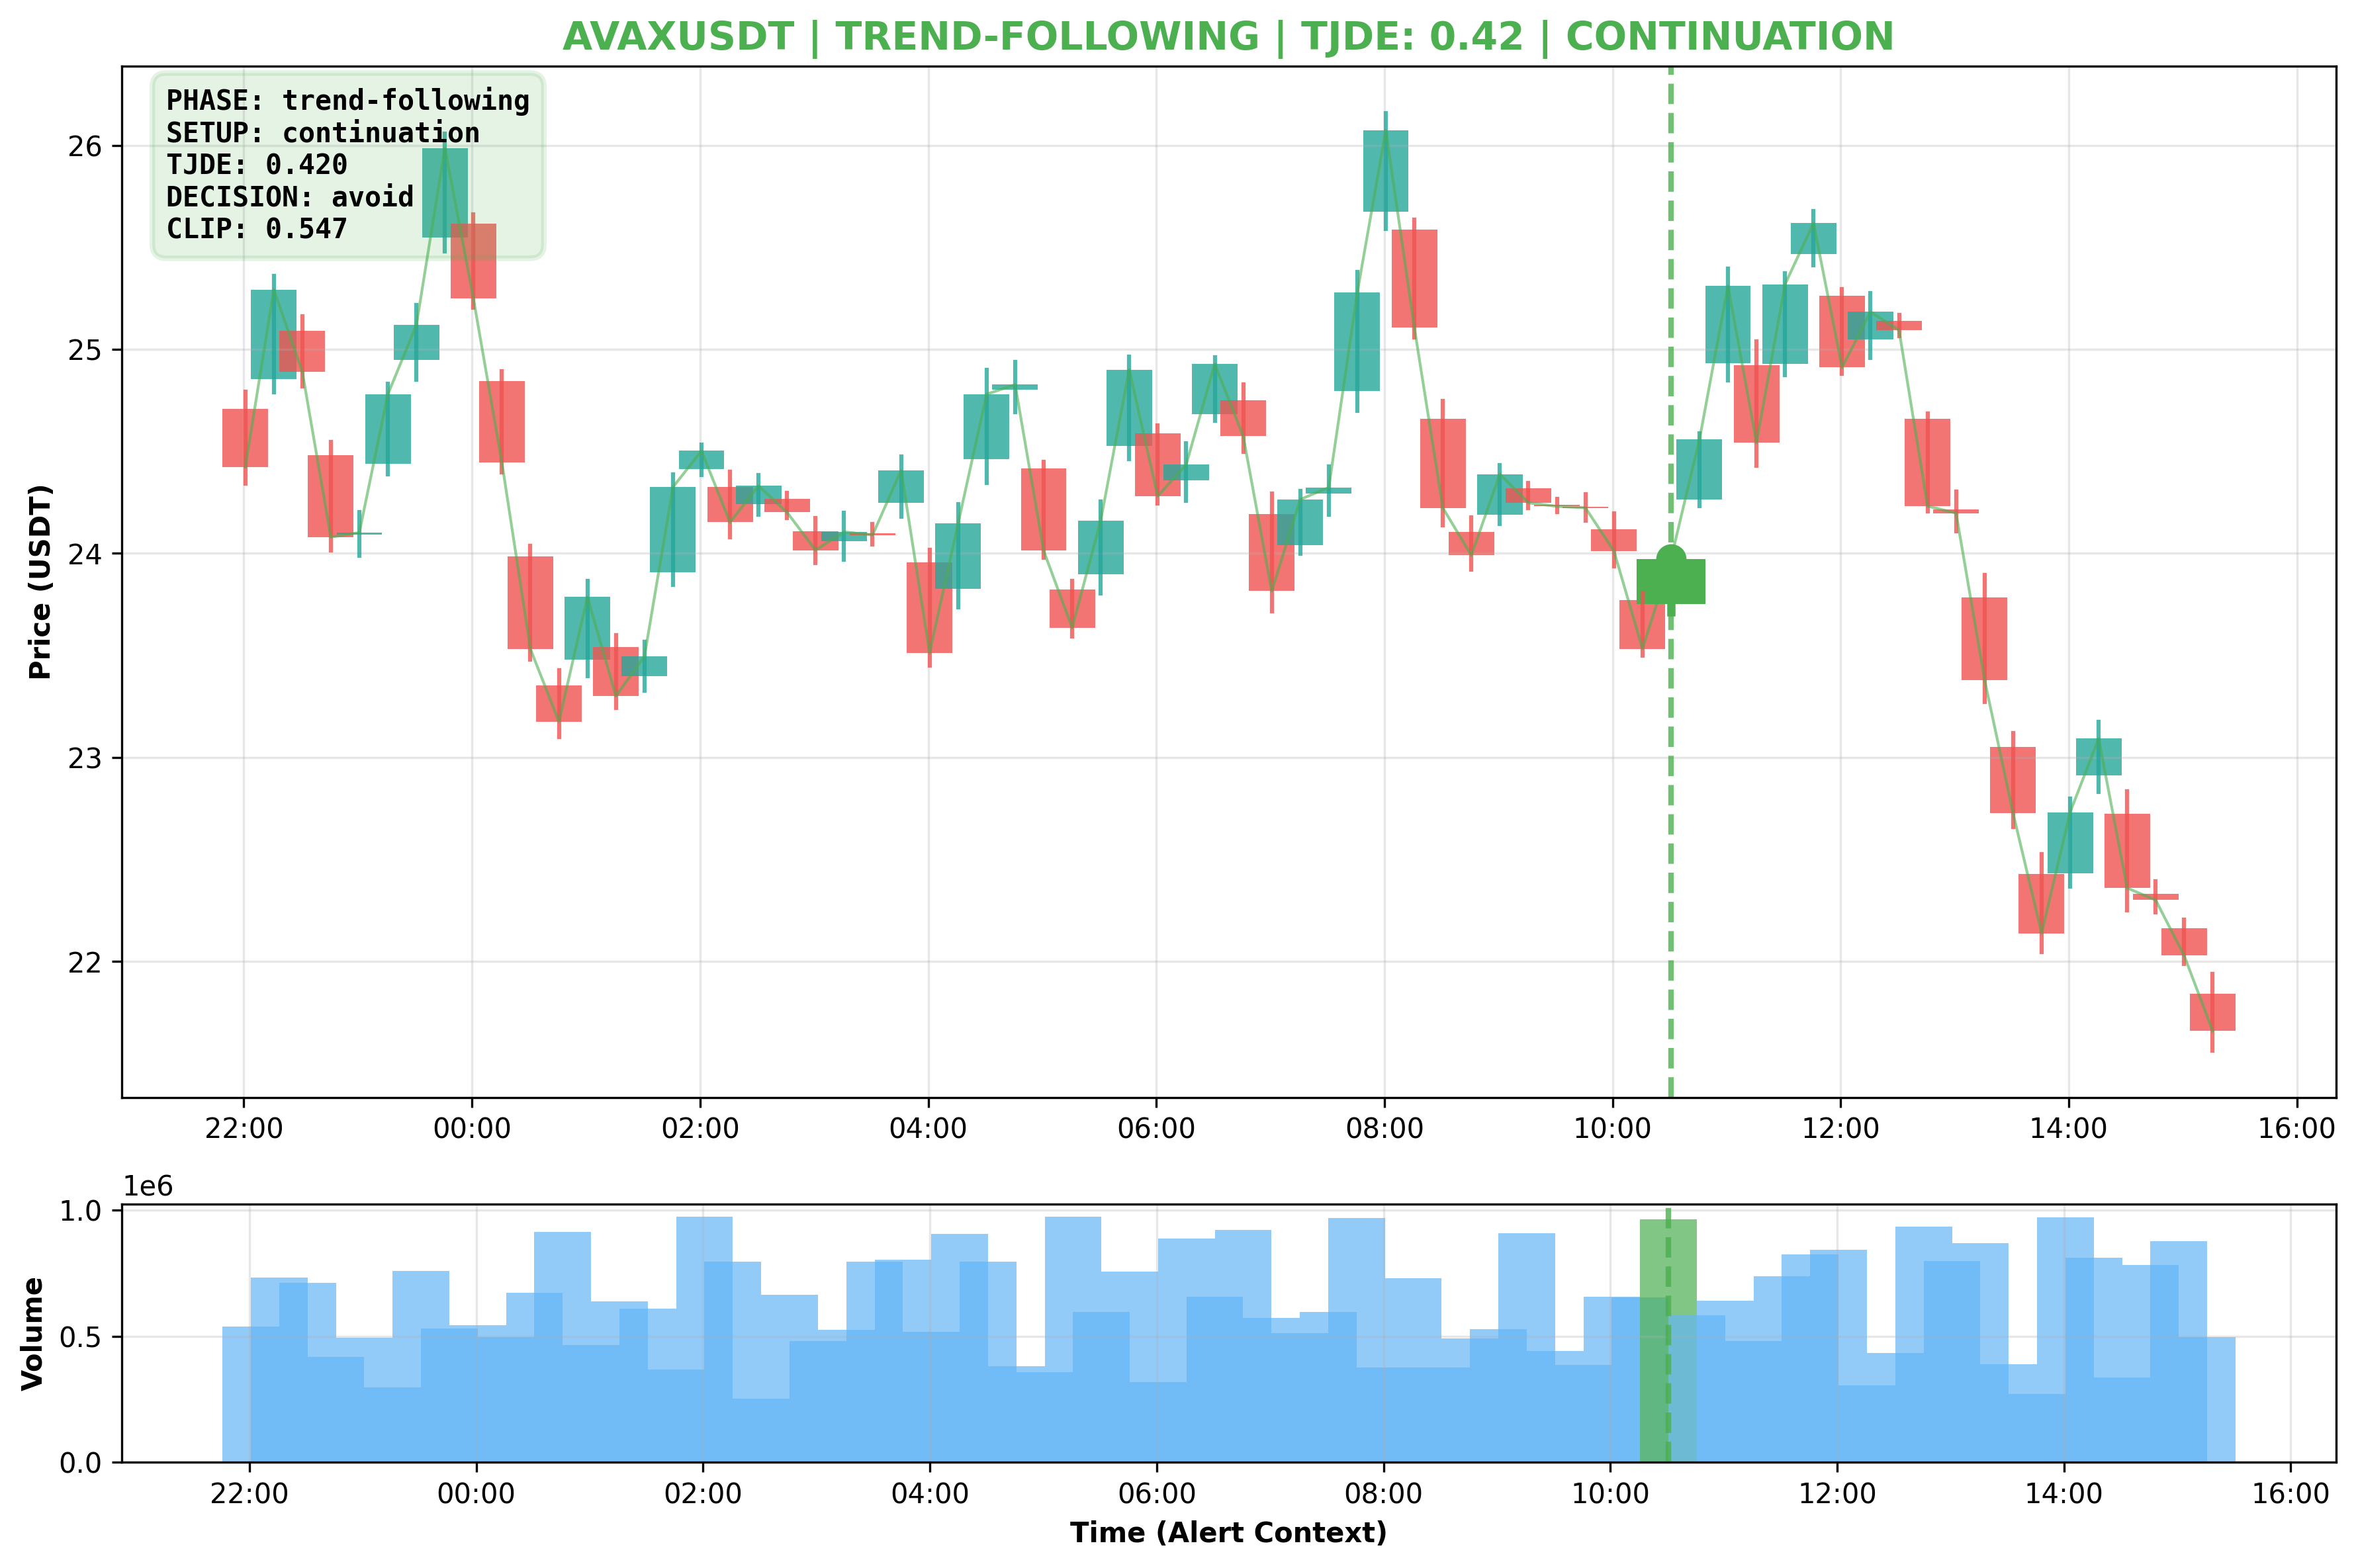 AVAXUSDT | TREND-FOLLOWING | TJDE: 0.42 | CONTINUATION
PHASE: trend-following
SETUP: continuation
TJDE: 0.420
DECISION: avoid
CLIP: 0.547
Price (USDT)
26
25
24
23
22
22:00 00:00 02:00 04:00 06:00 08:00 10:00 12:00 14:00 16:00
1e6
Volume
1.0
0.5
0.0
22:00 00:00 02:00 04:00 06:00 08:00 10:00 12:00 14:00 16:00
Time (Alert Context)